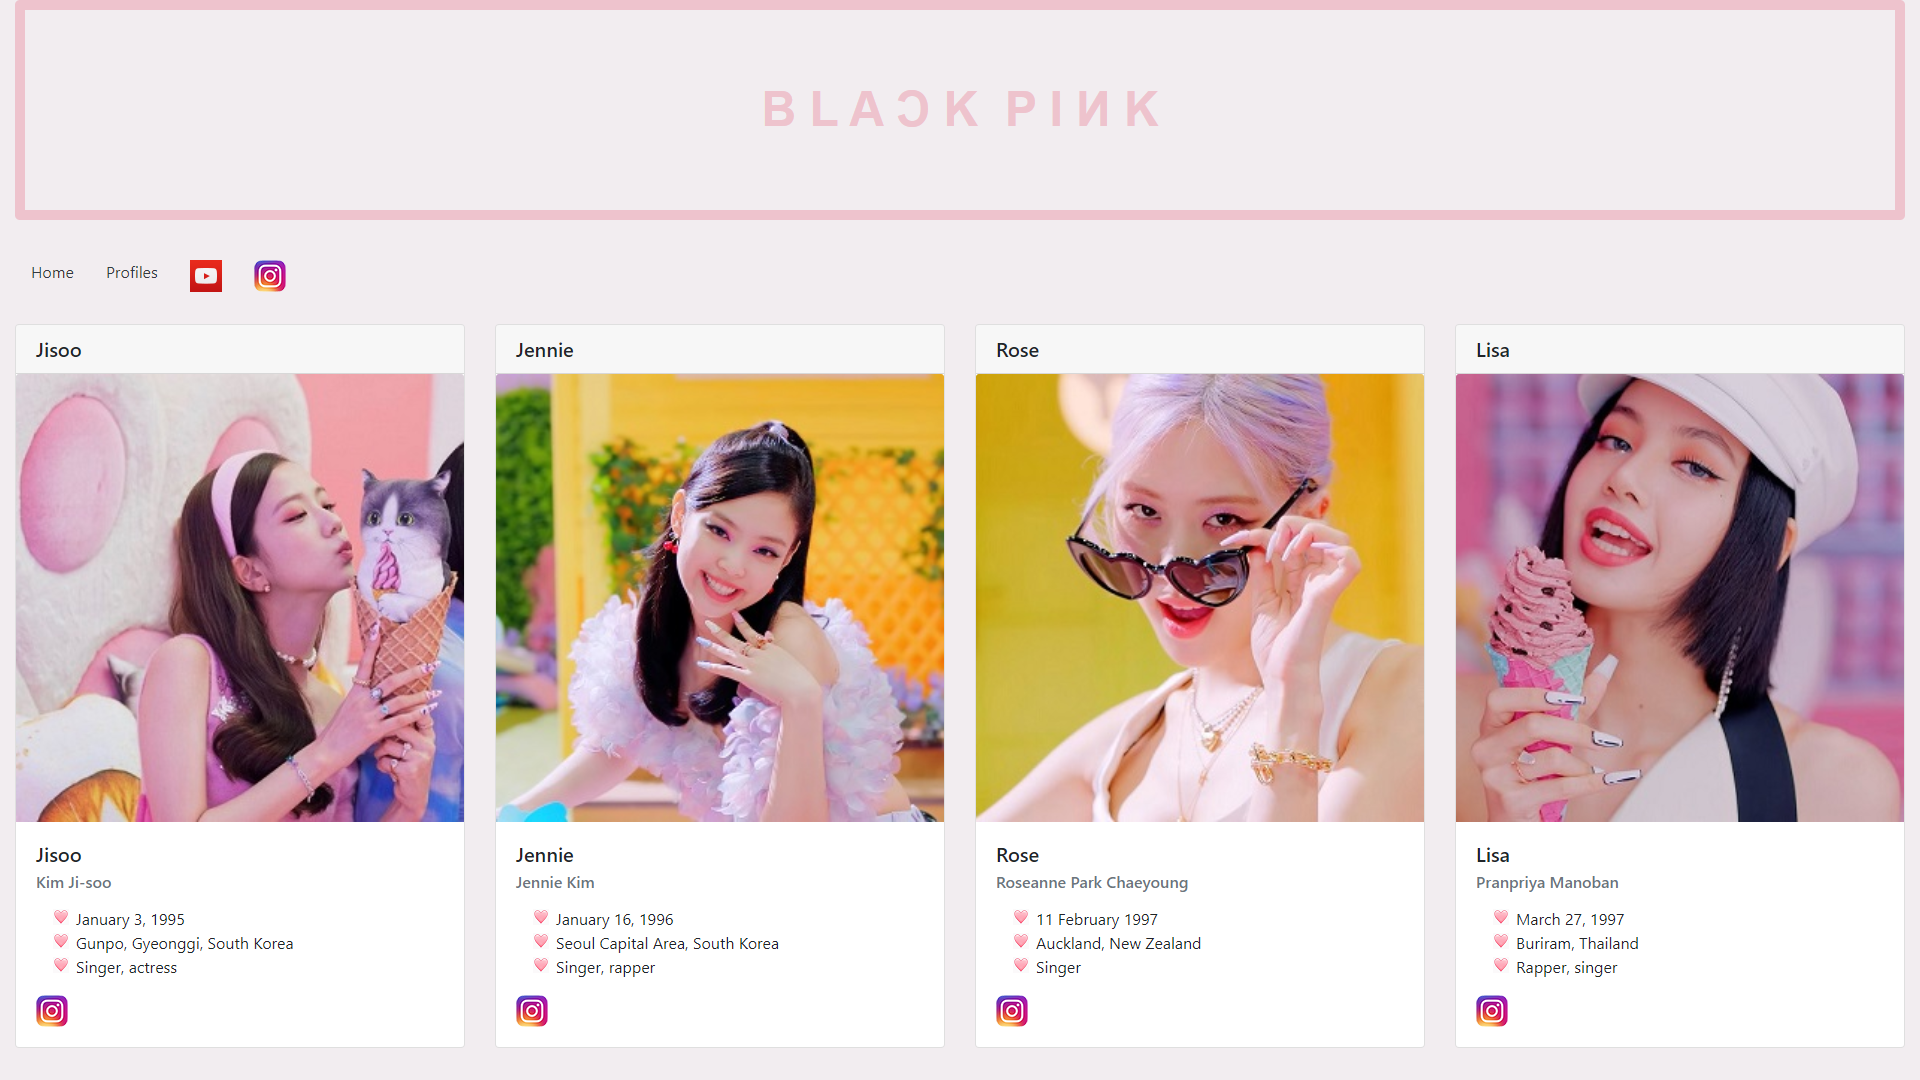 BLAƆK PIИK
Home
Profiles
Jisoo
Jennie
Rose
Lisa
Jisoo
Kim Ji-soo
January 3, 1995
Gunpo, Gyeonggi, South Korea
Singer, actress
Jennie
Jennie Kim
January 16, 1996
Seoul Capital Area, South Korea
Singer, rapper
Rose
Roseanne Park Chaeyoung
11 February 1997
Auckland, New Zealand
Singer
Lisa
Pranpriya Manoban
March 27, 1997
Buriram, Thailand
Rapper, singer